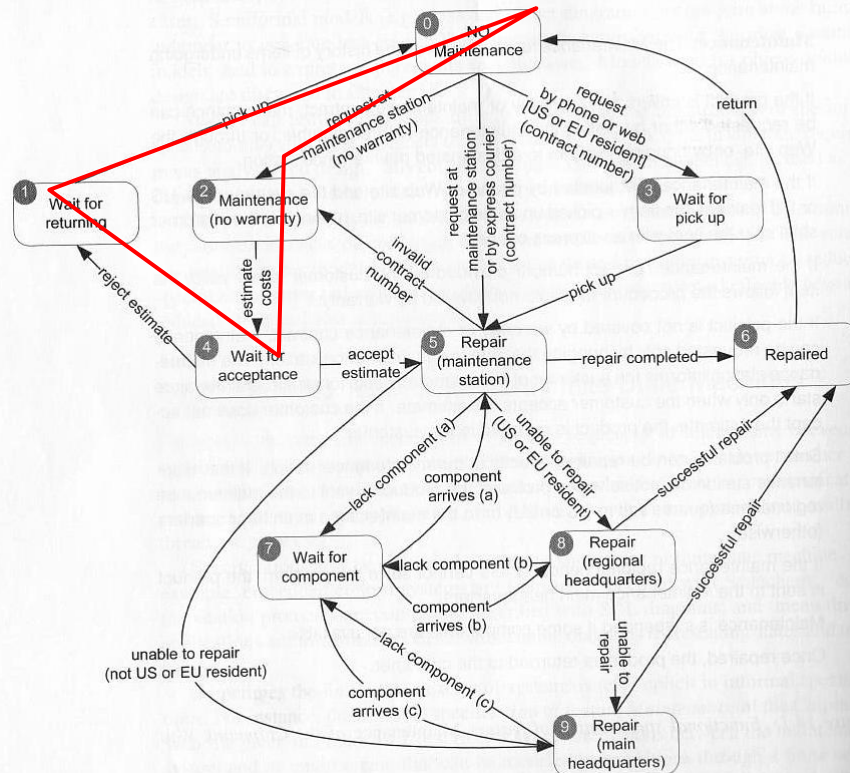 0
NO
Maintenance
pick up
request at
maintenance station
(no warranty)
request at
maintenance station
or by express courier
(contract number)
request
by phone or web
(US or EU resident)
(contract number)
return
1
Wait for
returning
2
Maintenance
(no warranty)
3
Wait for
pick up
reject estimate
estimate
costs
invalid
contract
number
pick up
4
Wait for
acceptance
accept
estimate
5
Repair
(maintenance
station)
repair completed
6
Repaired
lack component (a)
component
arrives (a)
unable to repair
(US or EU resident)
successful repair
successful repair
7
Wait for
component
lack component (b)
component
arrives (b)
8
Repair
(regional
headquarters)
unable to
repair
unable to repair
(not US or EU resident)
lack component (c)
component
arrives (c)
9
Repair
(main
headquarters)